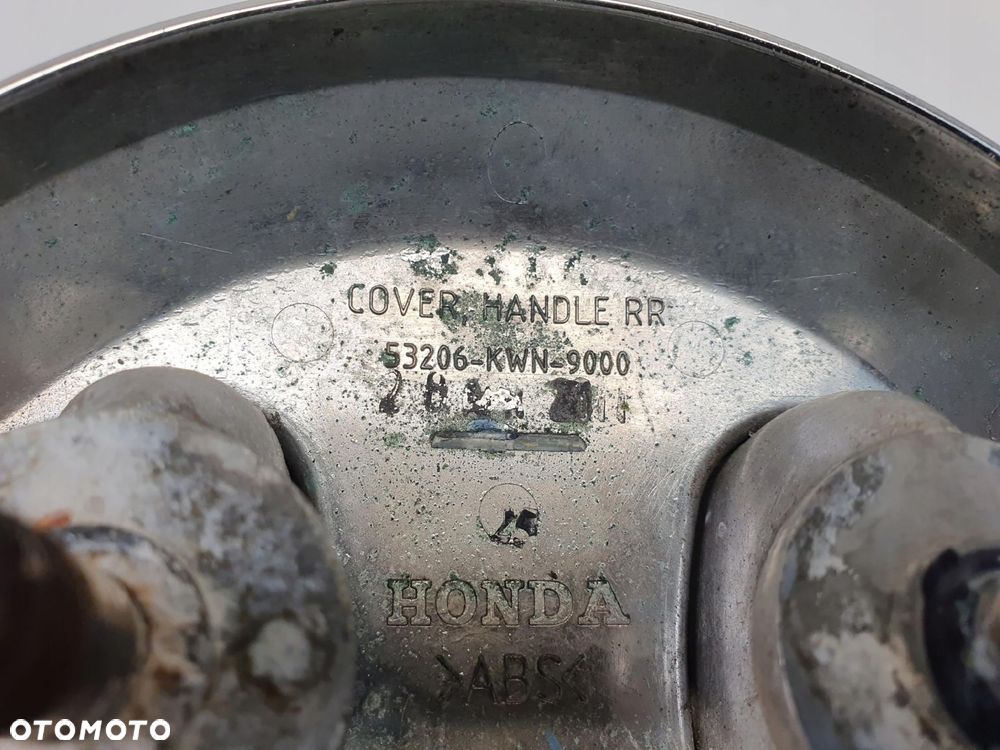 COVER, HANDLE RR
53206-KWN-9000
HONDA
>ABS<
OTOMOTO